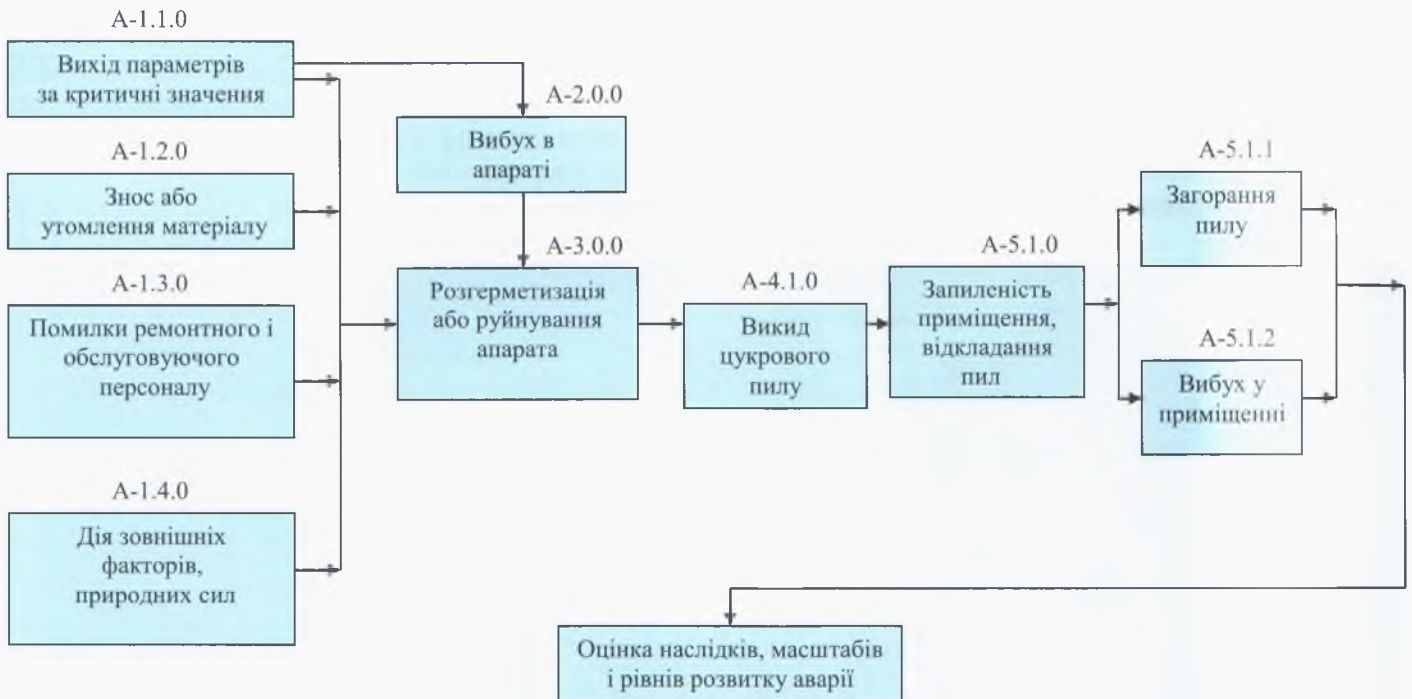 А-1.1.0
Вихід параметрів
за критичні значення
А-1.2.0
Знос або
утомлення матеріалу
А-1.3.0
Помилки ремонтного і
обслуговуючого
персоналу
А-1.4.0
Дія зовнішніх
факторів,
природних сил
А-2.0.0
Вибух в
апараті
А-3.0.0
Розгерметизація
або руйнування
апарата
А-4.1.0
Викид
цукрового
пилу
А-5.1.0
Запиленість
приміщення,
відкладання
пил
А-5.1.1
Загорання
пилу
А-5.1.2
Вибух у
приміщенні
Оцінка наслідків, масштабів
і рівнів розвитку аварії